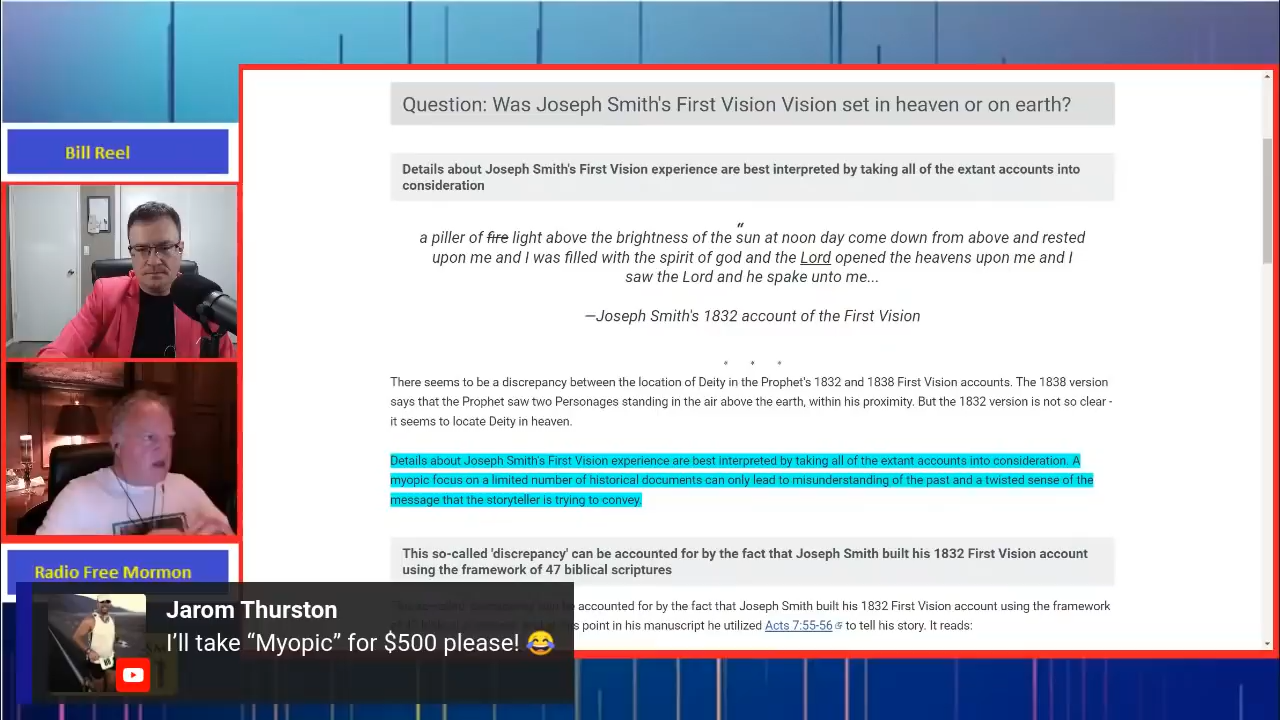 Bill Reel
Radio Free Mormon
Question: Was Joseph Smith's First Vision Vision set in heaven or on earth?
Details about Joseph Smith's First Vision experience are best interpreted by taking all of the extant accounts into
consideration
“
a piller of fire light above the brightness of the sun at noon day come down from above and rested
upon me and I was filled with the spirit of god and the Lord opened the heavens upon me and I
saw the Lord and he spake unto me...
—Joseph Smith's 1832 account of the First Vision
* * *
There seems to be a discrepancy between the location of Deity in the Prophet's 1832 and 1838 First Vision accounts. The 1838 version
says that the Prophet saw two Personages standing in the air above the earth, within his proximity. But the 1832 version is not so clear -
it seems to locate Deity in heaven.
Details about Joseph Smith's First Vision experience are best interpreted by taking all of the extant accounts into consideration. A
myopic focus on a limited number of historical documents can only lead to misunderstanding of the past and a twisted sense of the
message that the storyteller is trying to convey.
This so-called 'discrepancy' can be accounted for by the fact that Joseph Smith built his 1832 First Vision account
using the framework of 47 biblical scriptures
accounted for by the fact that Joseph Smith built his 1832 First Vision account using the framework
point in his manuscript he utilized Acts 7:55-56 to tell his story. It reads:
Jarom Thurston
I’ll take “Myopic” for $500 please! 😂